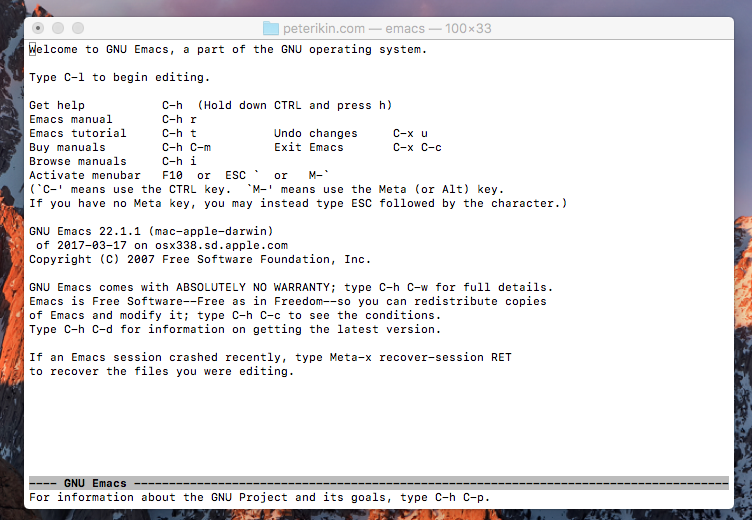 peterikin.com — emacs — 100×33
Welcome to GNU Emacs, a part of the GNU operating system.
Type C-l to begin editing.
Get help           C-h  (Hold down CTRL and press h)
Emacs manual       C-h r
Emacs tutorial     C-h t           Undo changes     C-x u
Buy manuals        C-h C-m         Exit Emacs       C-x C-c
Browse manuals     C-h i
Activate menubar   F10  or  ESC `  or   M-`
(`C-' means use the CTRL key.  `M-' means use the Meta (or Alt) key.
If you have no Meta key, you may instead type ESC followed by the character.)
GNU Emacs 22.1.1 (mac-apple-darwin)
 of 2017-03-17 on osx338.sd.apple.com
Copyright (C) 2007 Free Software Foundation, Inc.
GNU Emacs comes with ABSOLUTELY NO WARRANTY; type C-h C-w for full details.
Emacs is Free Software--Free as in Freedom--so you can redistribute copies
of Emacs and modify it; type C-h C-c to see the conditions.
Type C-h C-d for information on getting the latest version.
If an Emacs session crashed recently, type Meta-x recover-session RET
to recover the files you were editing.
---- GNU Emacs -------------------------------------------------------------------------------------
For information about the GNU Project and its goals, type C-h C-p.